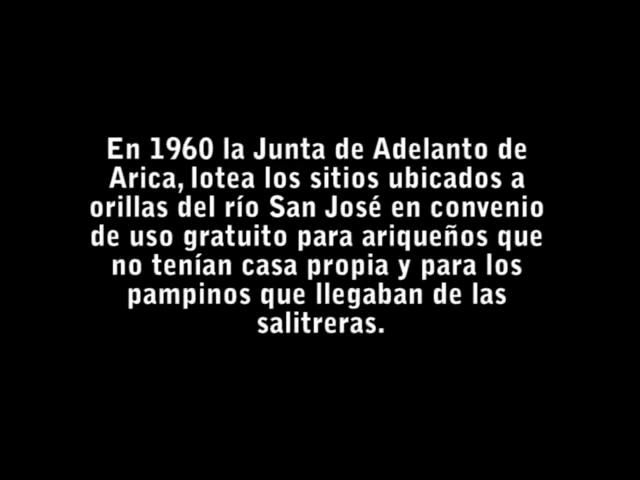 En 1960 la Junta de Adelanto de
Arica, lotea los sitios ubicados a
orillas del río San José en convenio
de uso gratuito para ariqueños que
no tenían casa propia y para los
pampinos que llegaban de las
salitreras.